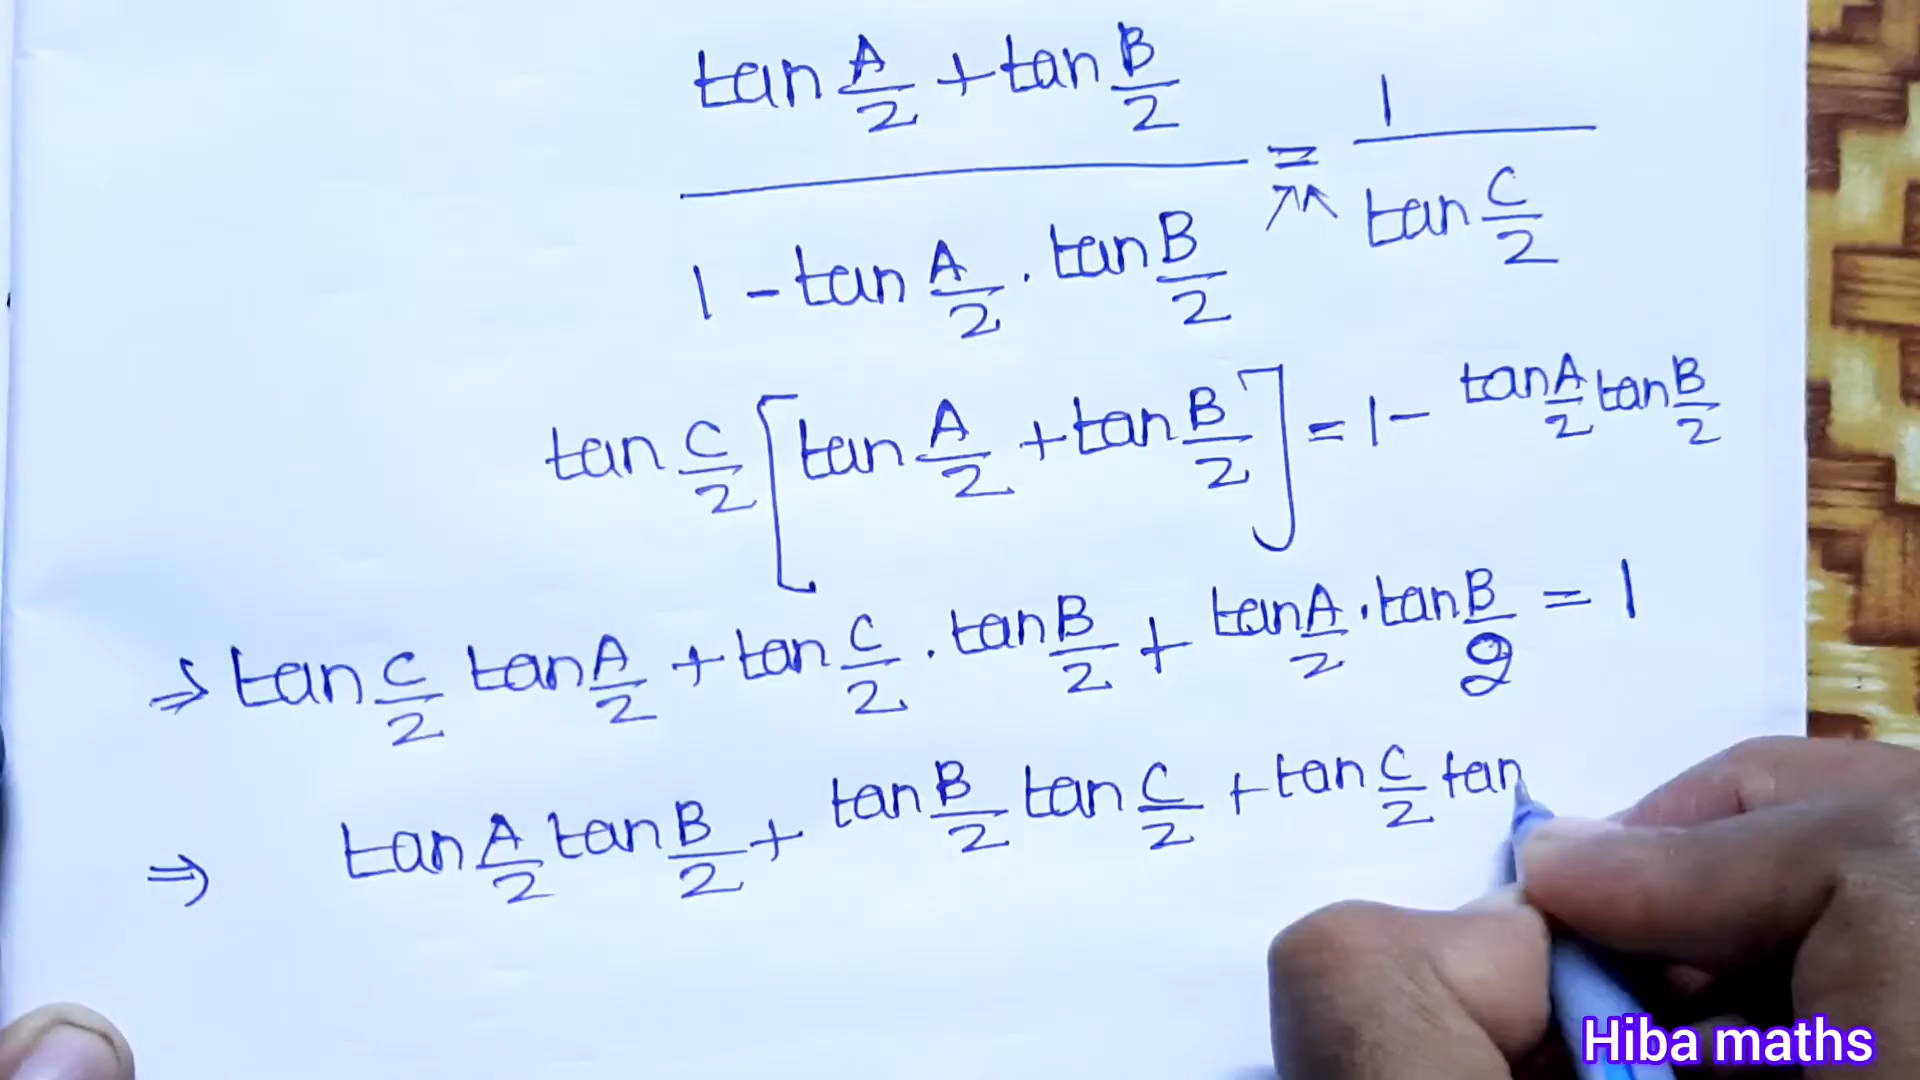 tan A/2 + tan B/2
1 - tan A/2 . tan B/2 = 1 / tan C/2
tan C/2 [tan A/2 + tan B/2] = 1 - tan A/2 tan B/2
⇒ tan C/2 tan A/2 + tan C/2 . tan B/2 + tan A/2 . tan B/2 = 1
⇒ tan A/2 tan B/2 + tan B/2 tan C/2 + tan C/2 tan
Hiba maths